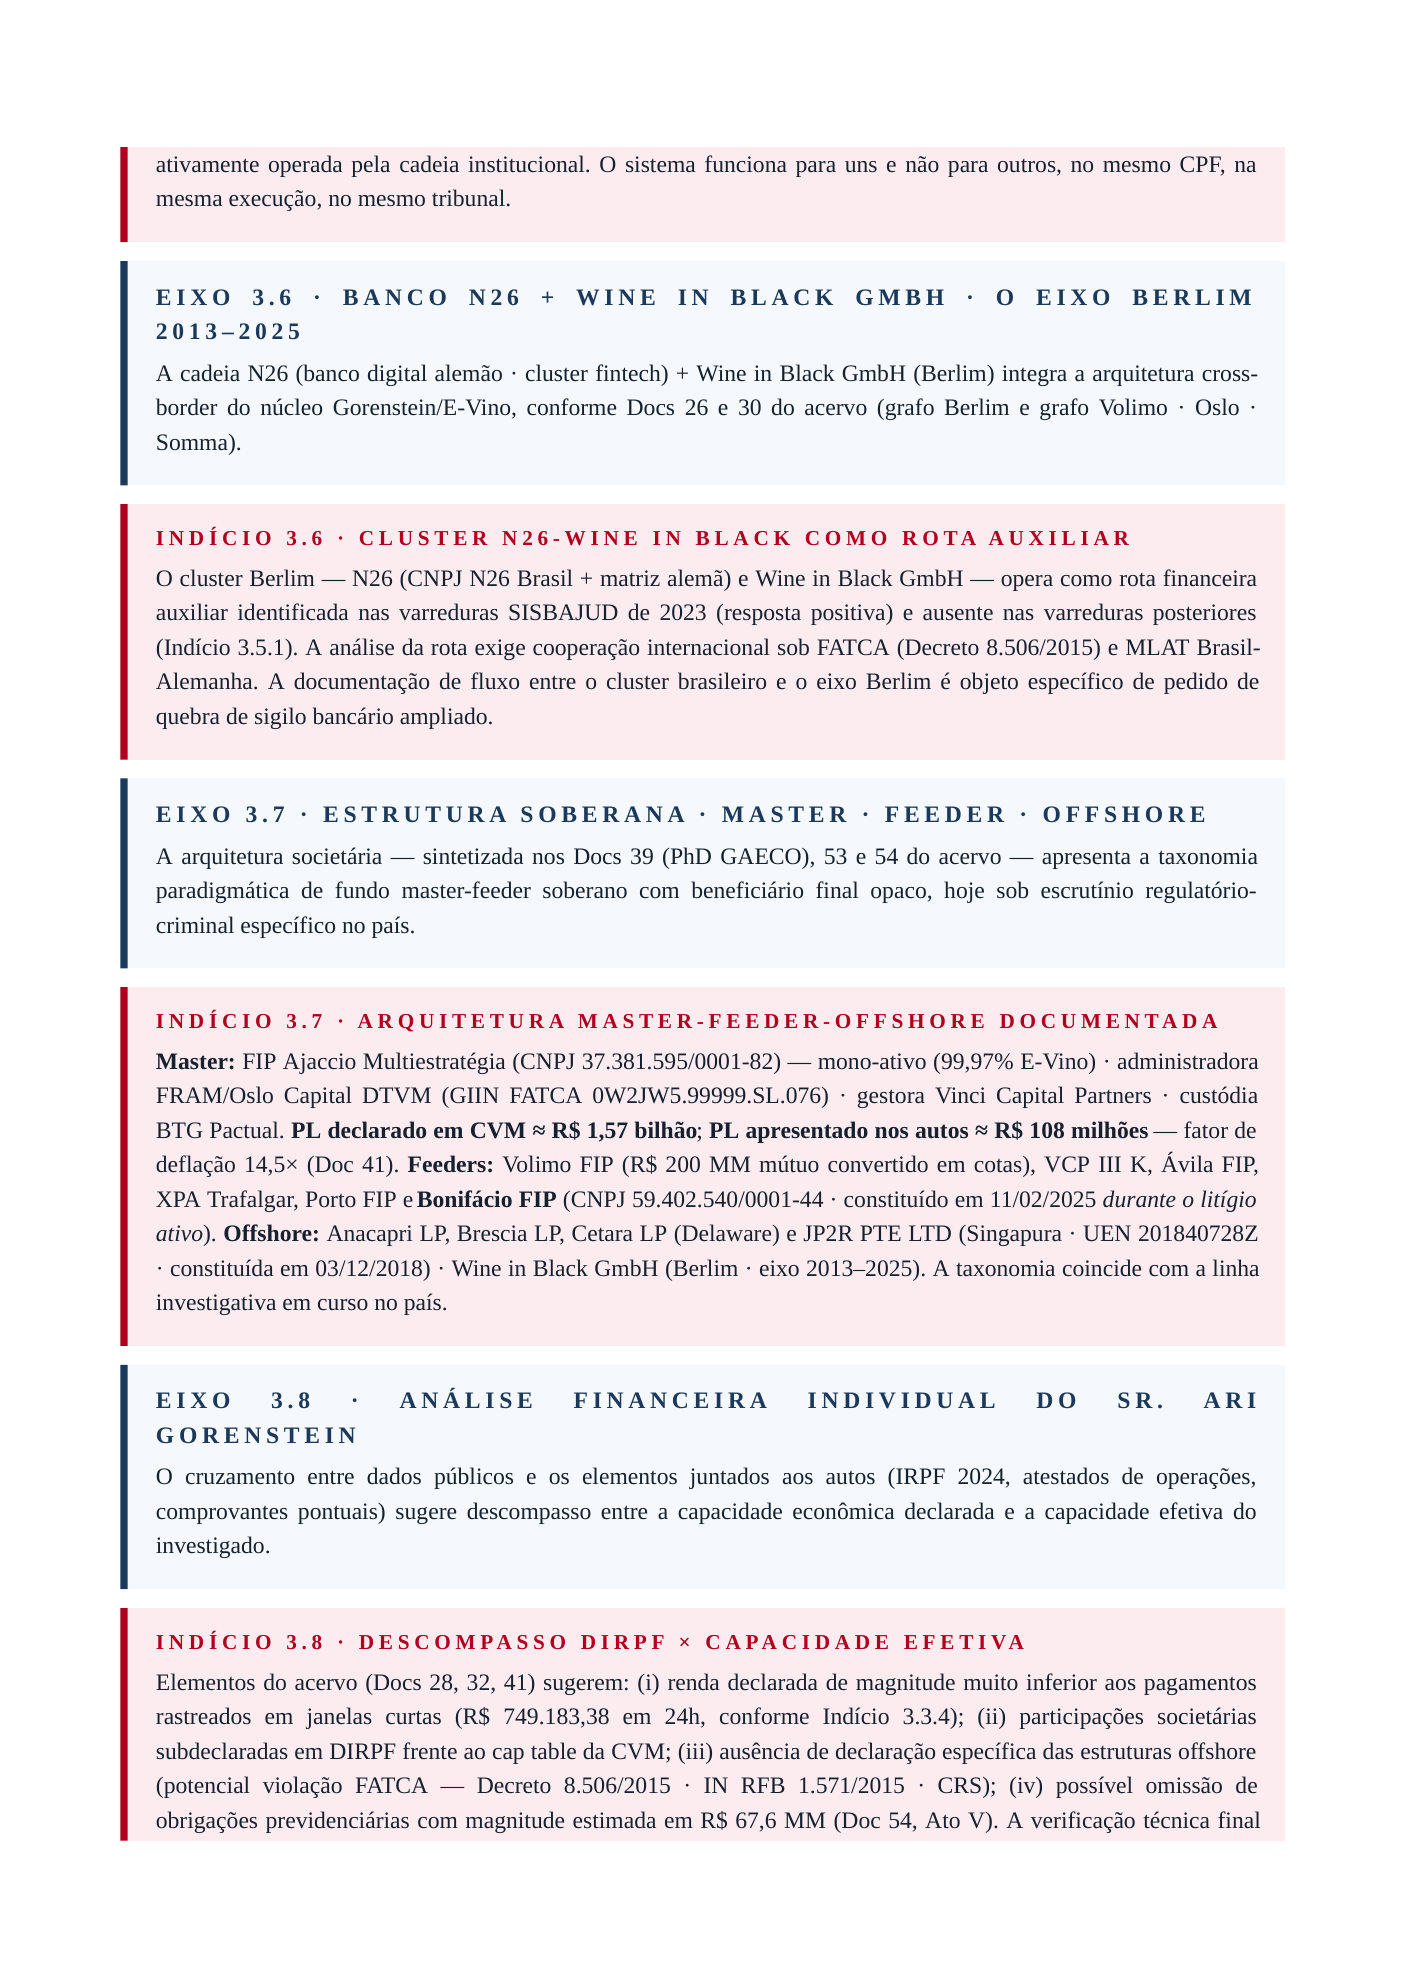 ativamente operada pela cadeia institucional. O sistema funciona para uns e não para outros, no mesmo CPF, na
mesma execução, no mesmo tribunal.
EIXO 3.6 · BANCO N26 + WINE IN BLACK GMBH · O EIXO BERLIM
2013–2025
A cadeia N26 (banco digital alemão · cluster fintech) + Wine in Black GmbH (Berlim) integra a arquitetura cross-
border do núcleo Gorenstein/E-Vino, conforme Docs 26 e 30 do acervo (grafo Berlim e grafo Volimo · Oslo ·
Somma).
INDÍCIO 3.6 · CLUSTER N26-WINE IN BLACK COMO ROTA AUXILIAR
O cluster Berlim — N26 (CNPJ N26 Brasil + matriz alemã) e Wine in Black GmbH — opera como rota financeira
auxiliar identificada nas varreduras SISBAJUD de 2023 (resposta positiva) e ausente nas varreduras posteriores
(Indício 3.5.1). A análise da rota exige cooperação internacional sob FATCA (Decreto 8.506/2015) e MLAT Brasil-
Alemanha. A documentação de fluxo entre o cluster brasileiro e o eixo Berlim é objeto específico de pedido de
quebra de sigilo bancário ampliado.
EIXO 3.7 · ESTRUTURA SOBERANA · MASTER · FEEDER · OFFSHORE
A arquitetura societária — sintetizada nos Docs 39 (PhD GAECO), 53 e 54 do acervo — apresenta a taxonomia
paradigmática de fundo master-feeder soberano com beneficiário final opaco, hoje sob escrutínio regulatório-
criminal específico no país.
INDÍCIO 3.7 · ARQUITETURA MASTER-FEEDER-OFFSHORE DOCUMENTADA
Master: FIP Ajaccio Multiestratégia (CNPJ 37.381.595/0001-82) — mono-ativo (99,97% E-Vino) · administradora
FRAM/Oslo Capital DTVM (GIIN FATCA 0W2JW5.99999.SL.076) · gestora Vinci Capital Partners · custódia
BTG Pactual. PL declarado em CVM ≈ R$ 1,57 bilhão; PL apresentado nos autos ≈ R$ 108 milhões — fator de
deflação 14,5× (Doc 41). Feeders: Volimo FIP (R$ 200 MM mútuo convertido em cotas), VCP III K, Ávila FIP,
XPA Trafalgar, Porto FIP e Bonifácio FIP (CNPJ 59.402.540/0001-44 · constituído em 11/02/2025 durante o litígio
ativo). Offshore: Anacapri LP, Brescia LP, Cetara LP (Delaware) e JP2R PTE LTD (Singapura · UEN 201840728Z
· constituída em 03/12/2018) · Wine in Black GmbH (Berlim · eixo 2013–2025). A taxonomia coincide com a linha
investigativa em curso no país.
EIXO 3.8 · ANÁLISE FINANCEIRA INDIVIDUAL DO SR. ARI
GORENSTEIN
O cruzamento entre dados públicos e os elementos juntados aos autos (IRPF 2024, atestados de operações,
comprovantes pontuais) sugere descompasso entre a capacidade econômica declarada e a capacidade efetiva do
investigado.
INDÍCIO 3.8 · DESCOMPASSO DIRPF × CAPACIDADE EFETIVA
Elementos do acervo (Docs 28, 32, 41) sugerem: (i) renda declarada de magnitude muito inferior aos pagamentos
rastreados em janelas curtas (R$ 749.183,38 em 24h, conforme Indício 3.3.4); (ii) participações societárias
subdeclaradas em DIRPF frente ao cap table da CVM; (iii) ausência de declaração específica das estruturas offshore
(potencial violação FATCA — Decreto 8.506/2015 · IN RFB 1.571/2015 · CRS); (iv) possível omissão de
obrigações previdenciárias com magnitude estimada em R$ 67,6 MM (Doc 54, Ato V). A verificação técnica final